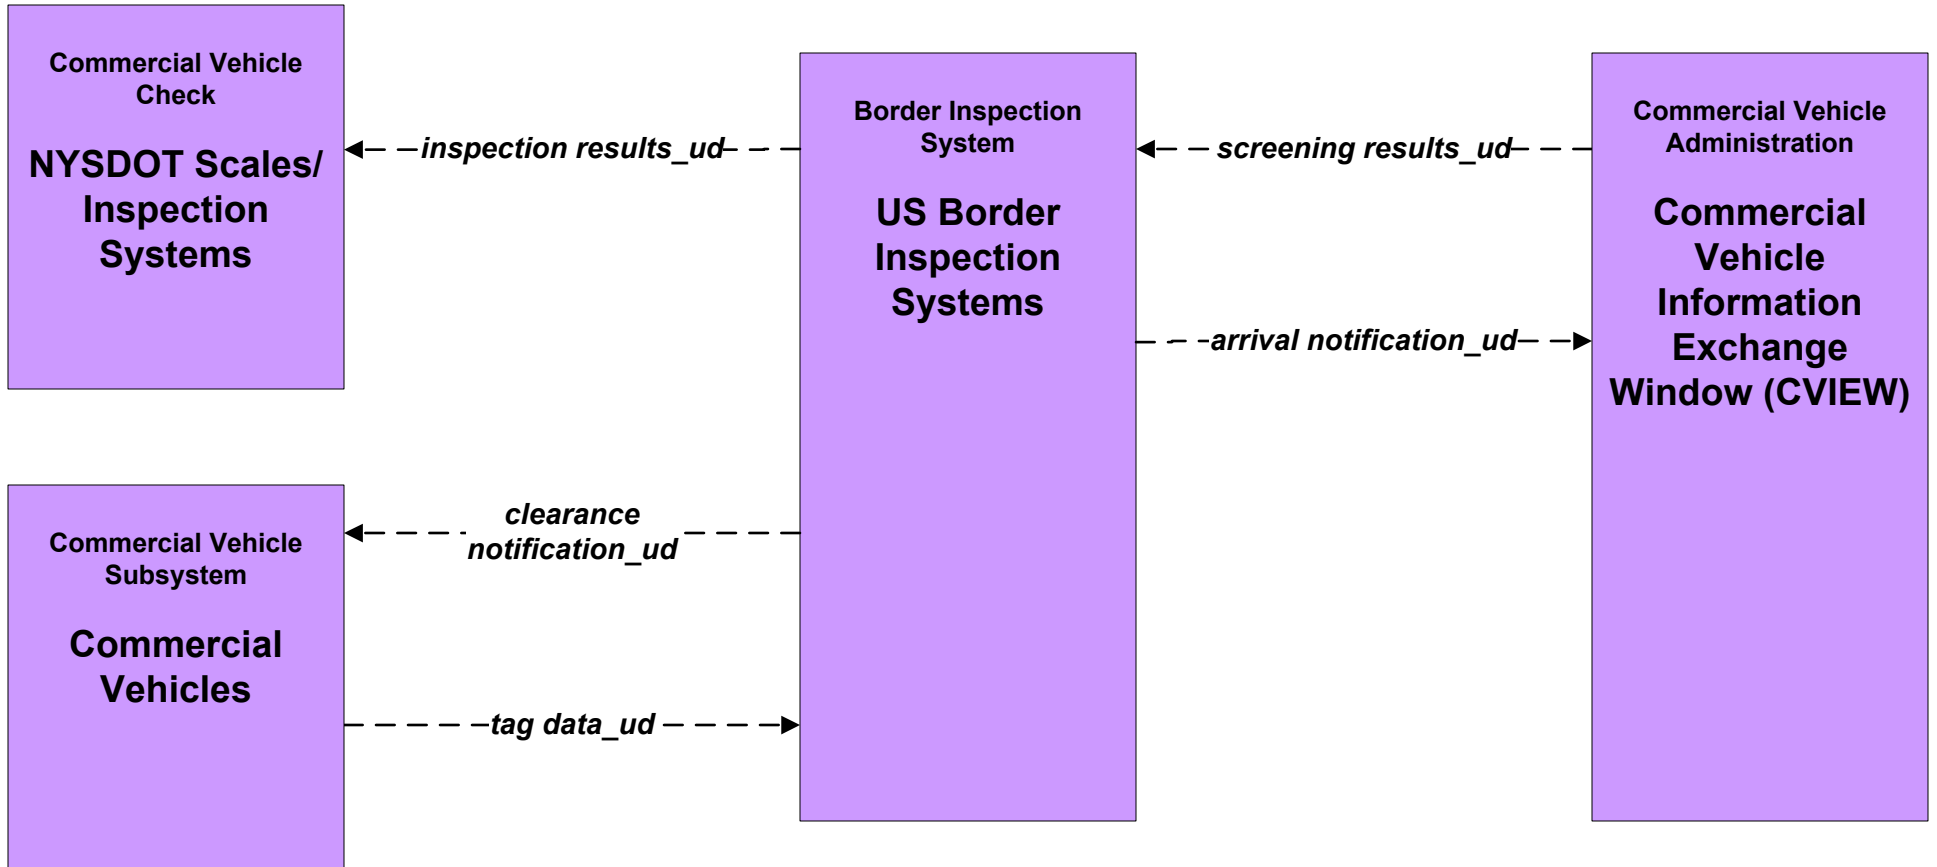 Commercial Vehicle
Check
NYSDOT Scales/
Inspection
Systems
inspection results_ud
Border Inspection
System
US Border
Inspection
Systems
screening results_ud
arrival notification_ud
Commercial Vehicle
Administration
Commercial
Vehicle
Information
Exchange
Window (CVIEW)
Commercial Vehicle
Subsystem
Commercial
Vehicles
clearance
notification_ud
tag data_ud